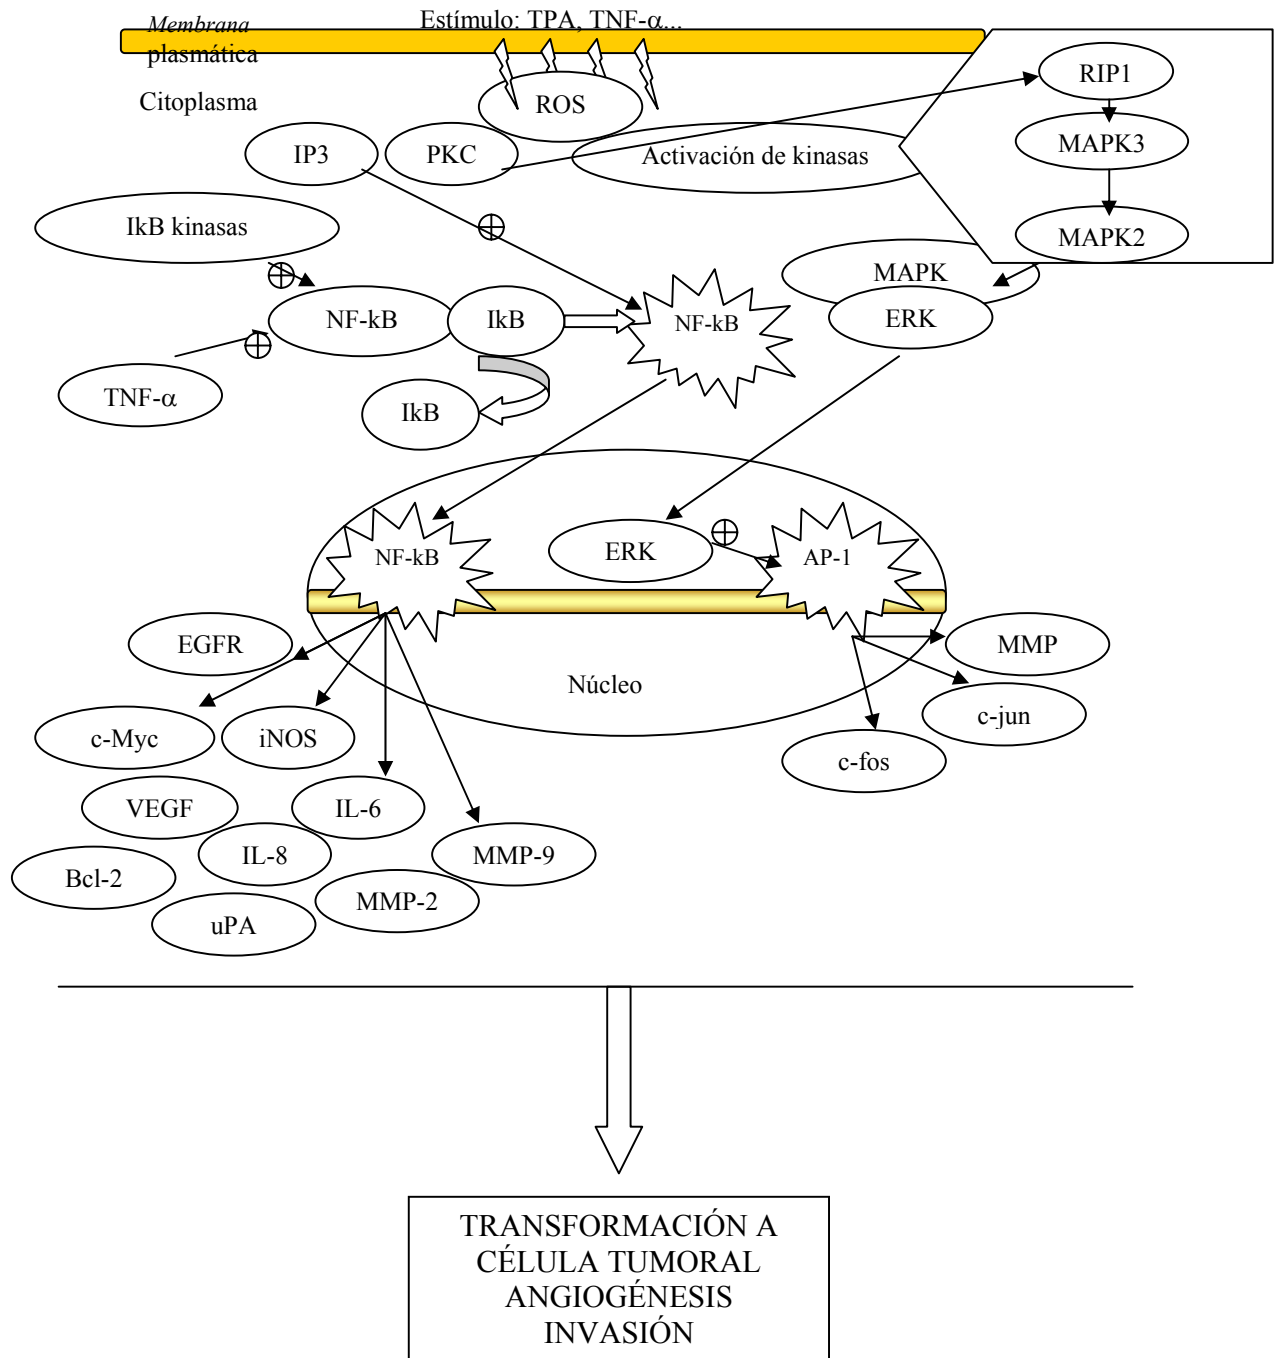 Estímulo: TPA, TNF-α...
Membrana
plasmática
Citoplasma
ROS
RIP1
IP3
PKC
Activación de kinasas
MAPK3
IkB kinasas
MAPK2
MAPK
NF-kB
IkB
NF-kB
ERK
TNF-α
IkB
NF-kB
ERK
AP-1
EGFR
MMP
Núcleo
c-jun
c-Myc
iNOS
c-fos
VEGF
IL-6
IL-8
MMP-9
Bcl-2
MMP-2
uPA
TRANSFORMACIÓN A
CÉLULA TUMORAL
ANGIOGÉNESIS
INVASIÓN